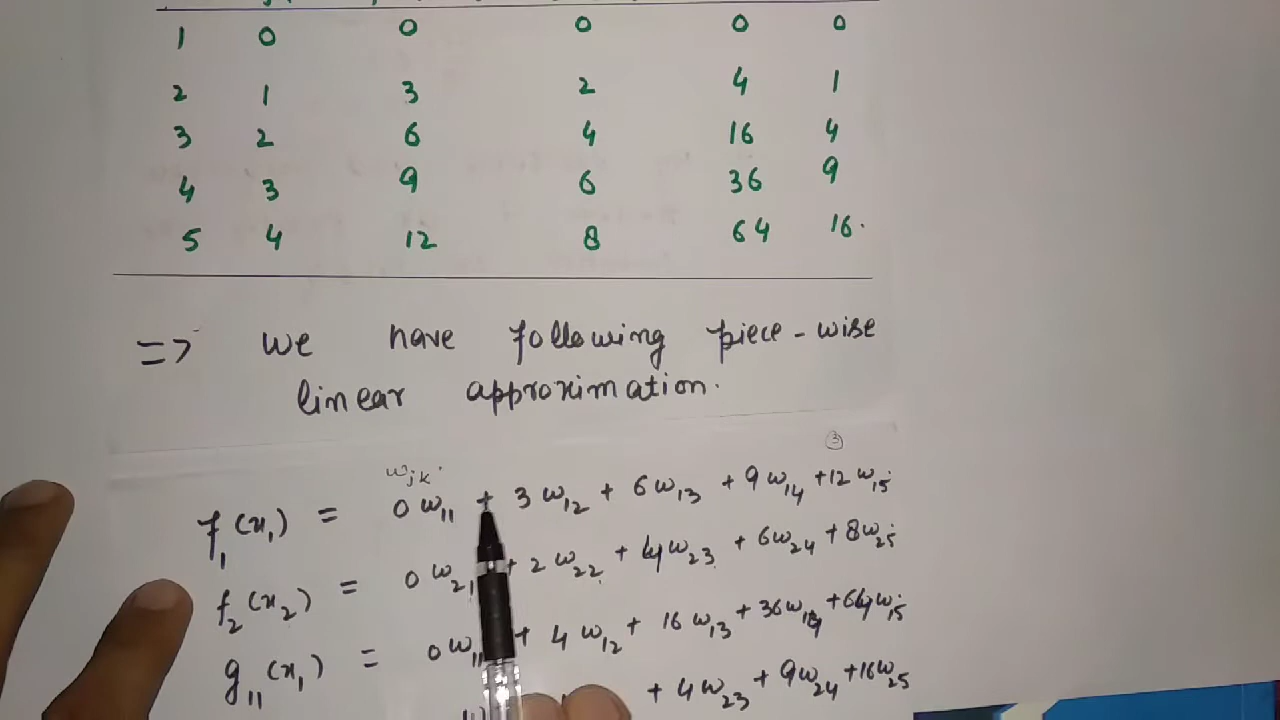 1 0 0 0 0 0
2 1 3 2 4 1
3 2 6 4 16 4
4 3 9 6 36 9
5 4 12 8 64 16.
=> We have following piece-wise
linear approximation.
③
wjk
f₁(x₁) = 0w₁₁ + 3w₁₂ + 6w₁₃ + 9w₁₄ + 12w₁₅
f₂(x₂) = 0w₂₁ + 2w₂₂ + 4w₂₃ + 6w₂₄ + 8w₂₅
g₁₁(x₁) = 0w₁₁ + 4w₁₂ + 16w₁₃ + 36w₁₄ + 64w₁₅
+ 4w₂₃ + 9w₂₄ + 16w₂₅